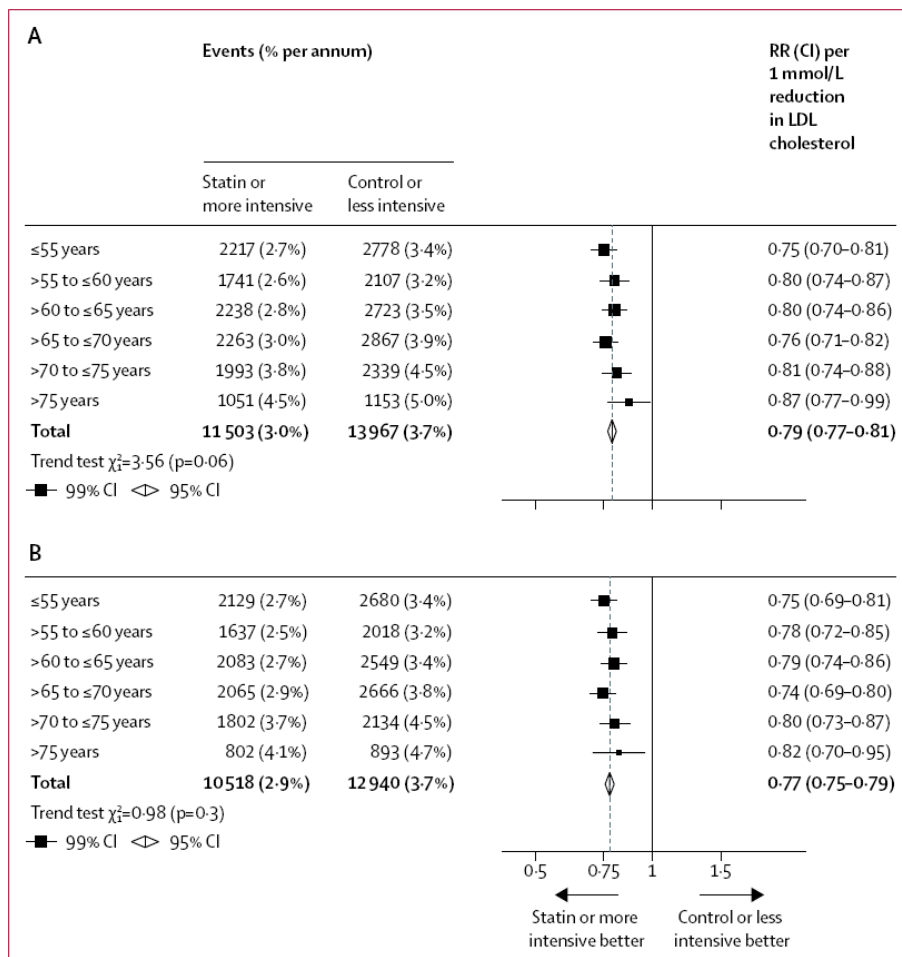 A
Events (% per annum)
RR (CI) per
1 mmol/L
reduction
in LDL
cholesterol
Statin or
more intensive
Control or
less intensive
≤55 years 2217 (2·7%) 2778 (3·4%) 0·75 (0·70–0·81)
>55 to ≤60 years 1741 (2·6%) 2107 (3·2%) 0·80 (0·74–0·87)
>60 to ≤65 years 2238 (2·8%) 2723 (3·5%) 0·80 (0·74–0·86)
>65 to ≤70 years 2263 (3·0%) 2867 (3·9%) 0·76 (0·71–0·82)
>70 to ≤75 years 1993 (3·8%) 2339 (4·5%) 0·81 (0·74–0·88)
>75 years 1051 (4·5%) 1153 (5·0%) 0·87 (0·77–0·99)
Total 11 503 (3·0%) 13 967 (3·7%) 0·79 (0·77–0·81)
Trend test χ²₁=3·56 (p=0·06)
99% CI 95% CI
B
≤55 years 2129 (2·7%) 2680 (3·4%) 0·75 (0·69–0·81)
>55 to ≤60 years 1637 (2·5%) 2018 (3·2%) 0·78 (0·72–0·85)
>60 to ≤65 years 2083 (2·7%) 2549 (3·4%) 0·79 (0·74–0·86)
>65 to ≤70 years 2065 (2·9%) 2666 (3·8%) 0·74 (0·69–0·80)
>70 to ≤75 years 1802 (3·7%) 2134 (4·5%) 0·80 (0·73–0·87)
>75 years 802 (4·1%) 893 (4·7%) 0·82 (0·70–0·95)
Total 10 518 (2·9%) 12 940 (3·7%) 0·77 (0·75–0·79)
Trend test χ²₁=0·98 (p=0·3)
99% CI 95% CI
0·5 0·75 1 1·5
Statin or more
intensive better
Control or less
intensive better